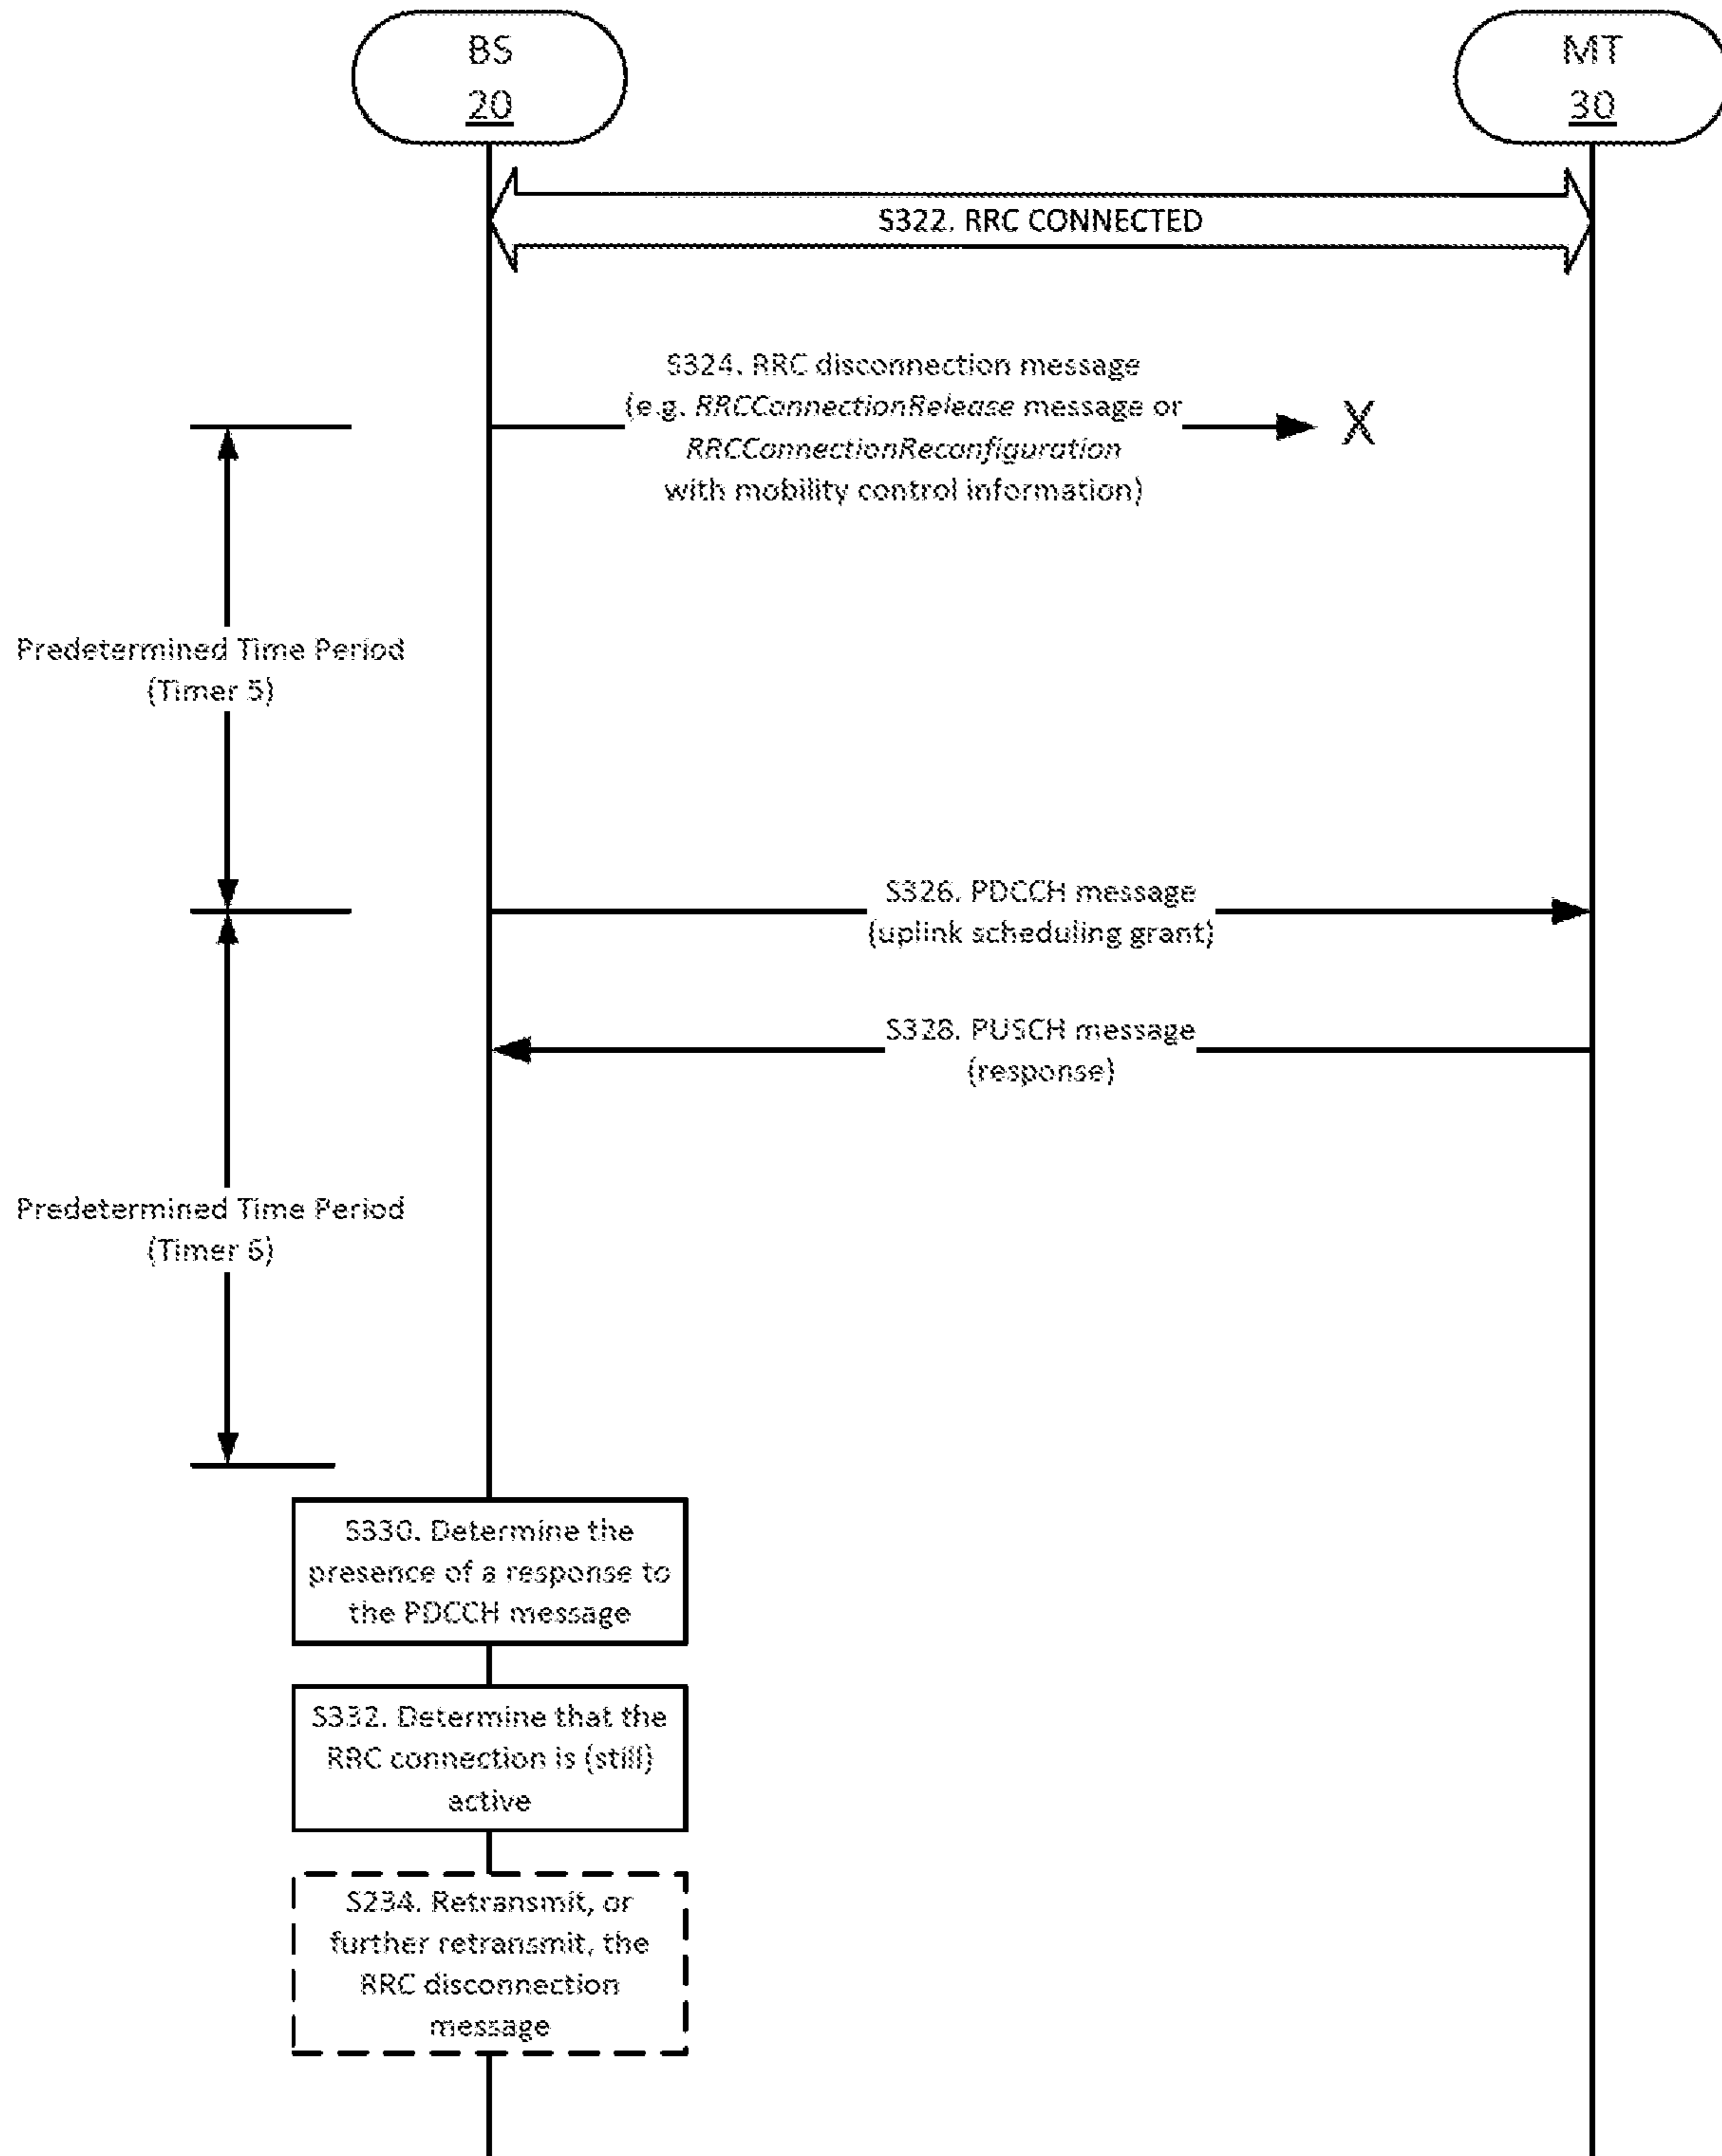 BS
20
MT
30
S322. RRC CONNECTED
S324. RRC disconnection message
(e.g. RRCConnectionRelease message or
RRCConnectionReconfiguration
with mobility control information)
X
Predetermined Time Period
(Timer 5)
S326. PDCCH message
(uplink scheduling grant)
S328. PUSCH message
(response)
Predetermined Time Period
(Timer 6)
S330. Determine the
presence of a response to
the PDCCH message
S332. Determine that the
RRC connection is (still)
active
S234. Retransmit, or
further retransmit, the
RRC disconnection
message